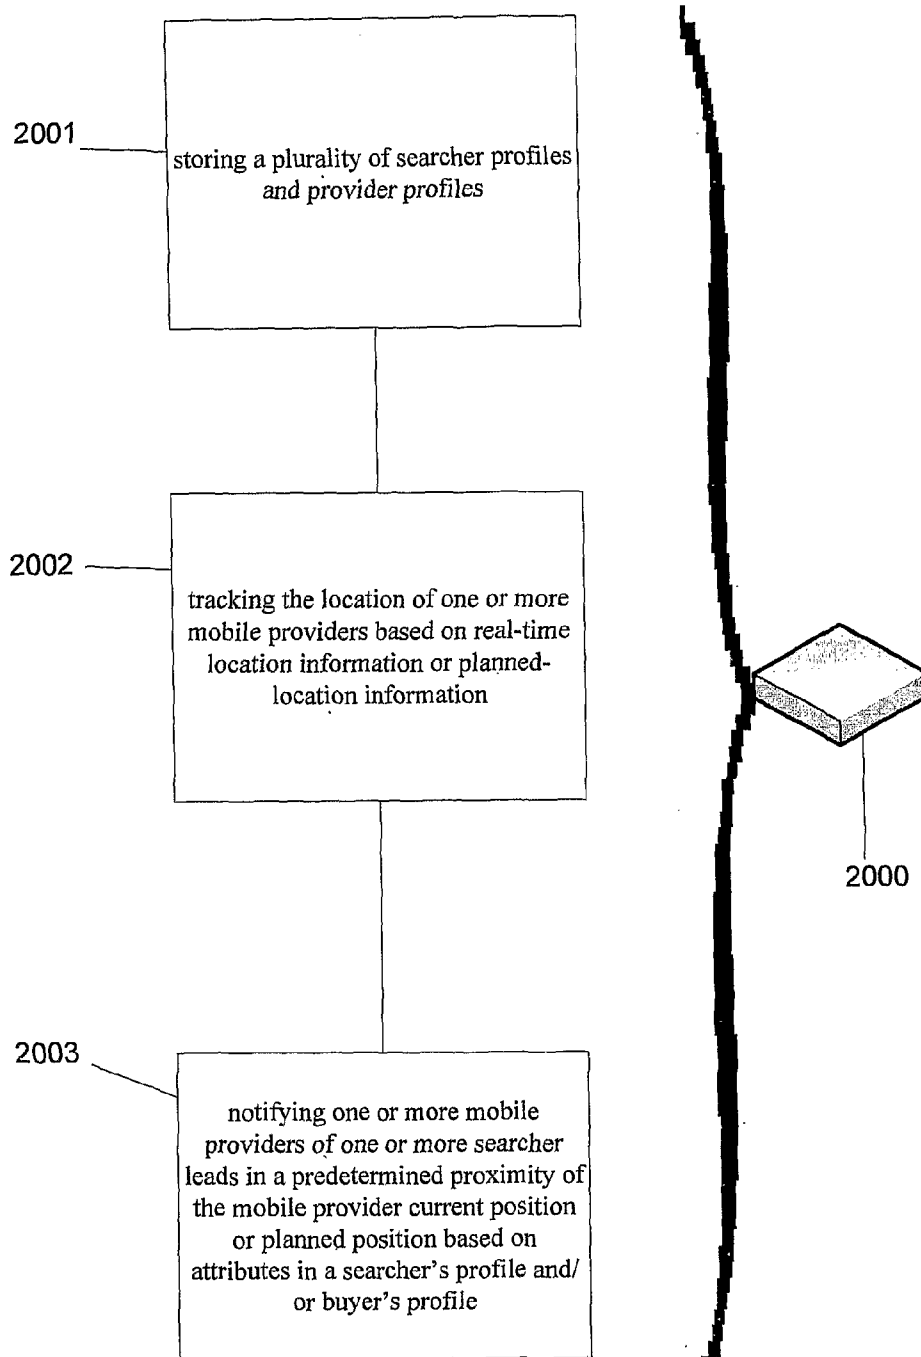 2001
storing a plurality of searcher profiles
and provider profiles
2002
tracking the location of one or more
mobile providers based on real-time
location information or planned-
location information
2000
2003
notifying one or more mobile
providers of one or more searcher
leads in a predetermined proximity of
the mobile provider current position
or planned position based on
attributes in a searcher's profile and/
or buyer's profile